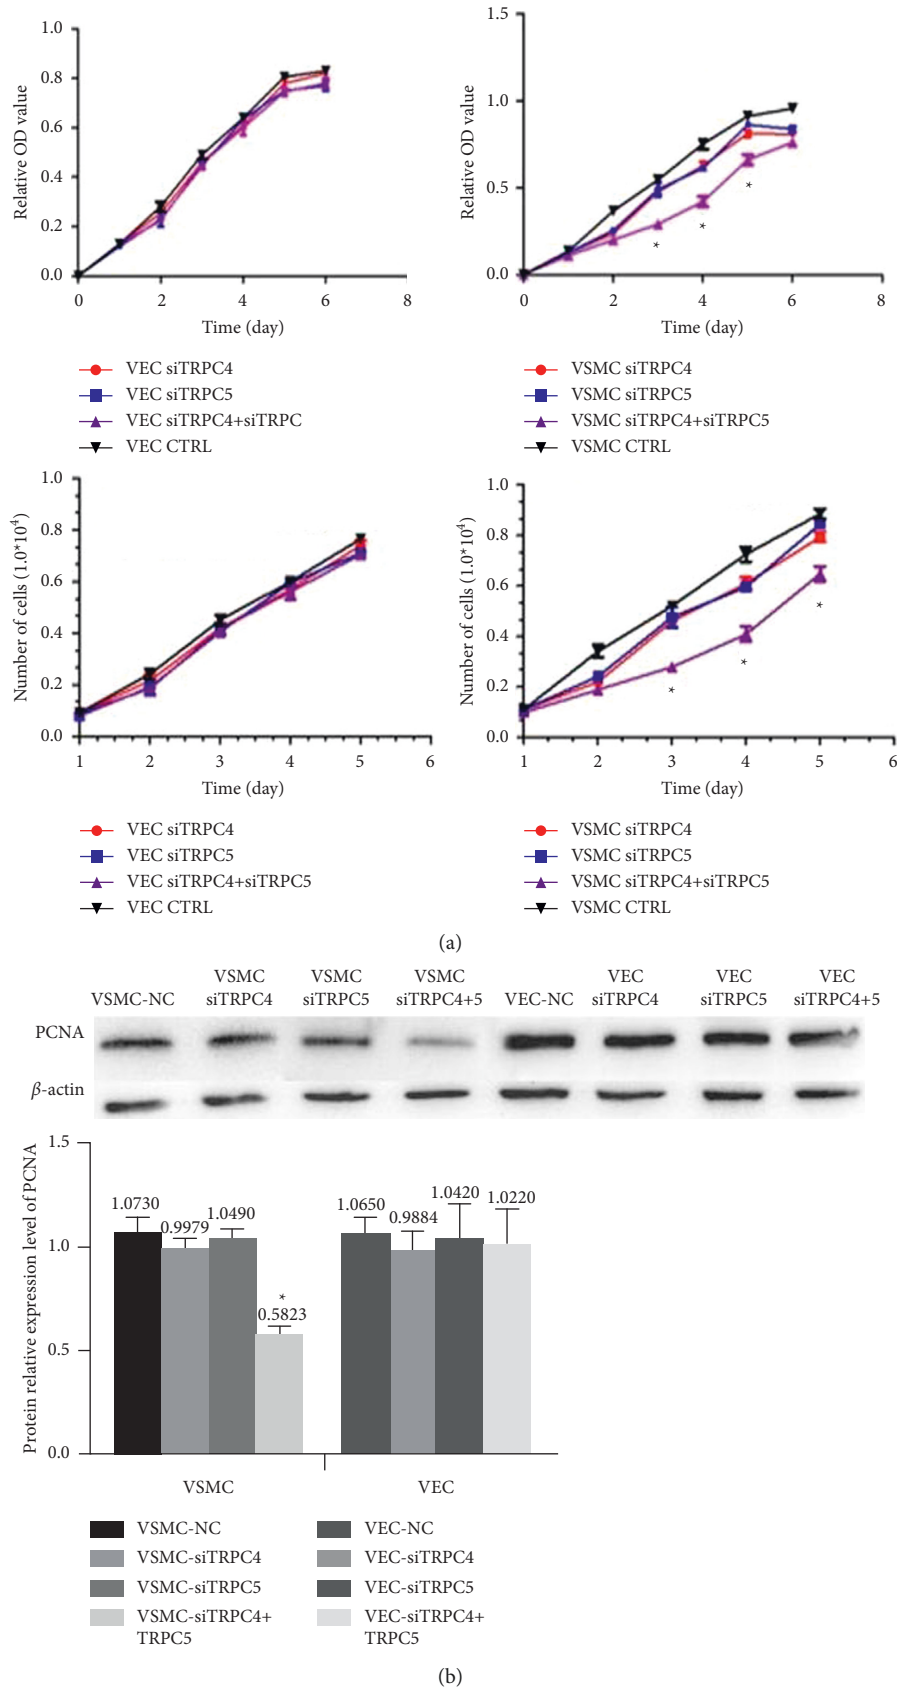 1.0
0.8
0.6
0.4
0.2
0.0
Relative OD value
0 2 4 6 8
Time (day)
VEC siTRPC4
VEC siTRPC5
VEC siTRPC4+siTRPC
VEC CTRL
1.5
1.0
0.5
0.0
Relative OD value
* * *
0 2 4 6 8
Time (day)
VSMC siTRPC4
VSMC siTRPC5
VSMC siTRPC4+siTRPC5
VSMC CTRL
1.0
0.8
0.6
0.4
0.2
0.0
Number of cells (1.0*10⁴)
1 2 3 4 5 6
Time (day)
VEC siTRPC4
VEC siTRPC5
VEC siTRPC4+siTRPC5
VEC CTRL
1.0
0.8
0.6
0.4
0.2
0.0
Number of cells (1.0*10⁴)
* * *
1 2 3 4 5 6
Time (day)
VSMC siTRPC4
VSMC siTRPC5
VSMC siTRPC4+siTRPC5
VSMC CTRL
(a)
VSMC-NC
VSMC
siTRPC4
VSMC
siTRPC5
VSMC
siTRPC4+5
VEC-NC
VEC
siTRPC4
VEC
siTRPC5
VEC
siTRPC4+5
PCNA
β-actin
1.5
1.0
0.5
0.0
Protein relative expression level of PCNA
1.0730
0.9979
1.0490
*
0.5823
1.0650
0.9884
1.0420
1.0220
VSMC VEC
VSMC-NC
VSMC-siTRPC4
VSMC-siTRPC5
VSMC-siTRPC4+
TRPC5
VEC-NC
VEC-siTRPC4
VEC-siTRPC5
VEC-siTRPC4+
TRPC5
(b)